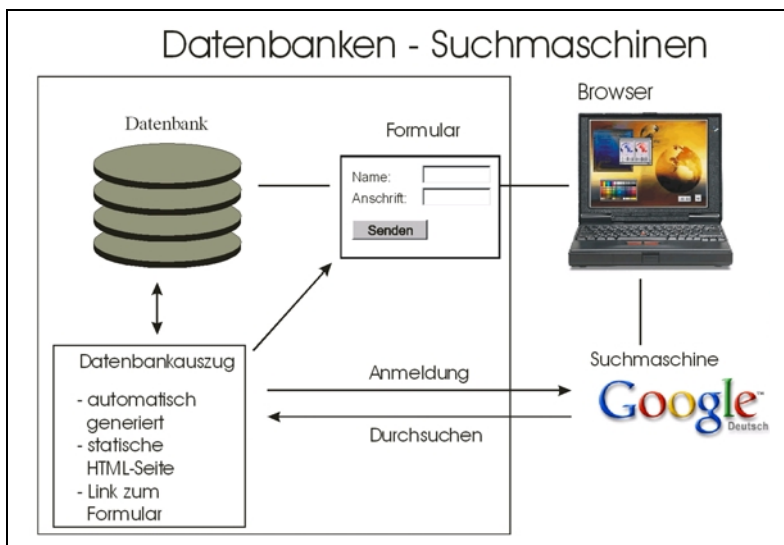 Datenbanken - Suchmaschinen
Browser
Datenbank
Formular
Name:
Anschrift:
Senden
Datenbankauszug
- automatisch
generiert
- statische
HTML-Seite
- Link zum
Formular
Anmeldung
Durchsuchen
Suchmaschine
Google™
Deutsch